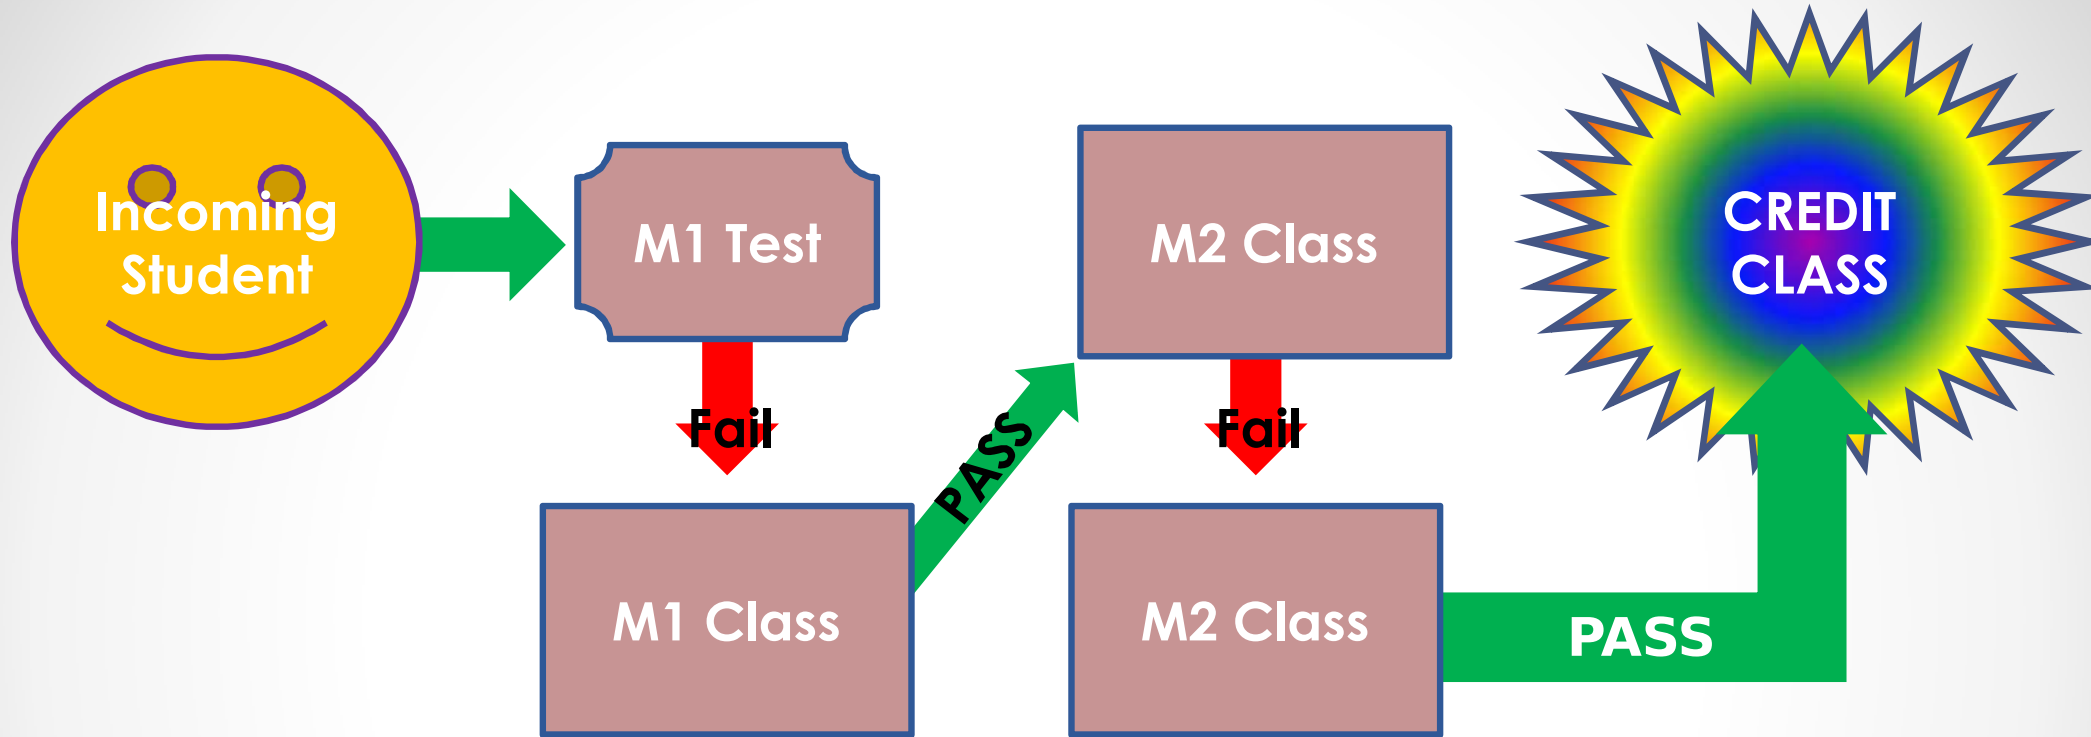 Incoming
Student
M1 Test
Fail
M1 Class
PASS
M2 Class
Fail
M2 Class
PASS
CREDIT
CLASS